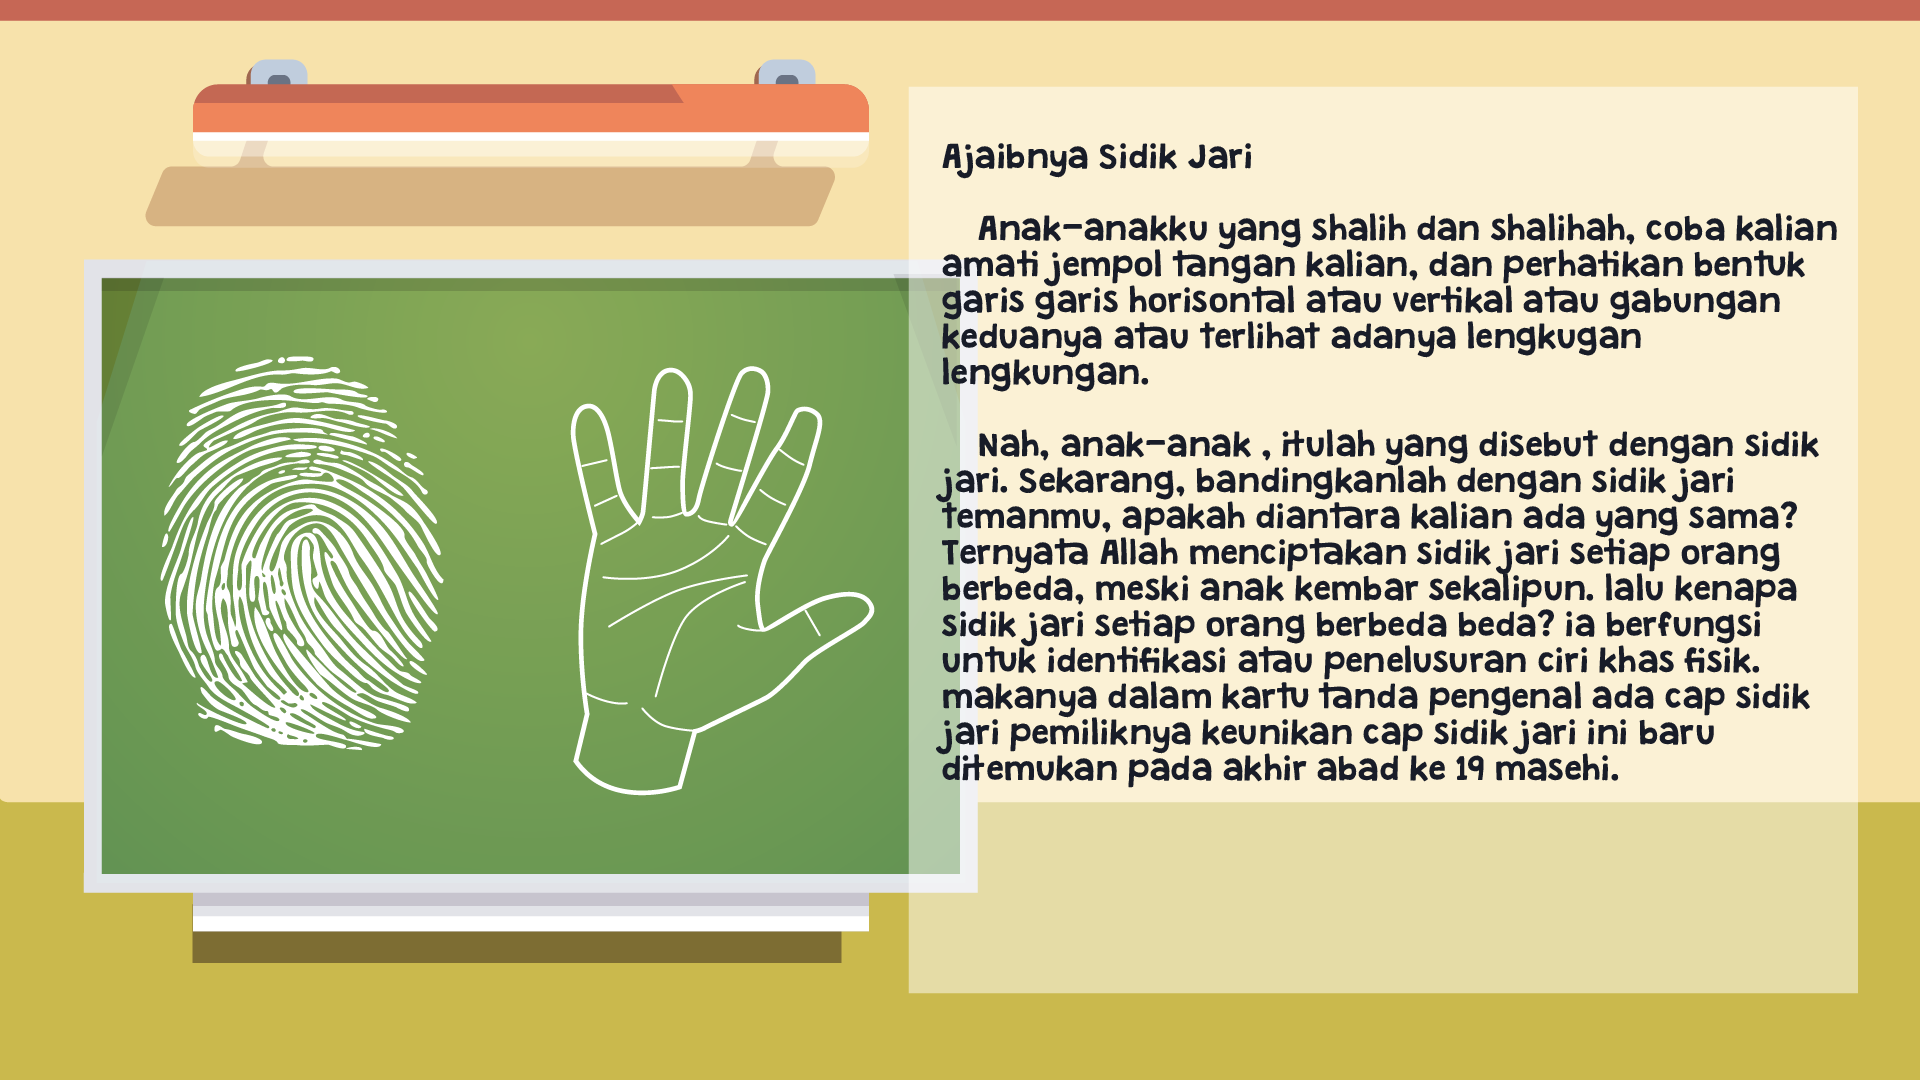 Ajaibnya Sidik Jari
Anak-anakku yang shalih dan shalihah, coba kalian
amati jempol tangan kalian, dan perhatikan bentuk
garis garis horisontal atau vertikal atau gabungan
keduanya atau terlihat adanya lengkugan
lengkungan.
Nah, anak-anak , itulah yang disebut dengan sidik
jari. Sekarang, bandingkanlah dengan sidik jari
temanmu, apakah diantara kalian ada yang sama?
Ternyata Allah menciptakan sidik jari setiap orang
berbeda, meski anak kembar sekalipun. lalu kenapa
sidik jari setiap orang berbeda beda? ia berfungsi
untuk identifikasi atau penelusuran ciri khas fisik.
makanya dalam kartu tanda pengenal ada cap sidik
jari pemiliknya keunikan cap sidik jari ini baru
ditemukan pada akhir abad ke 19 masehi.